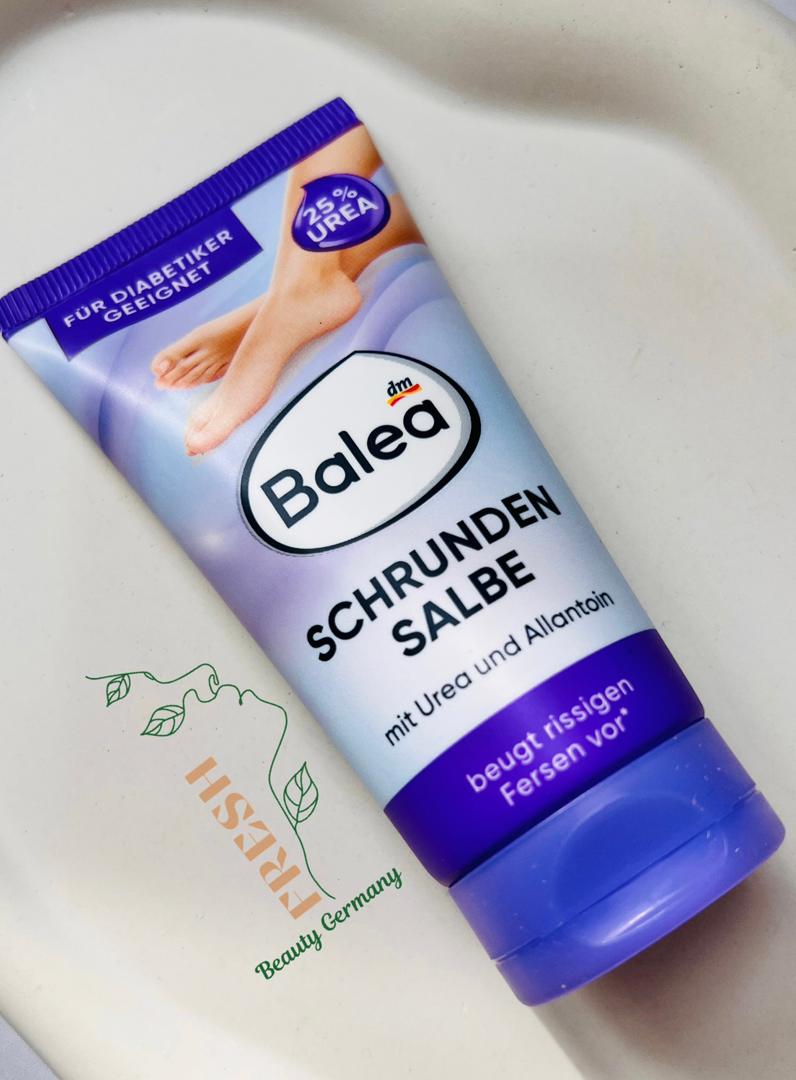 25%
UREA
FÜR DIABETIKER
GEEIGNET
dm
Balea
SCHRUNDEN
SALBE
mit Urea und Allantoin
beugt rissigen
Fersen vor*
FRESH
Beauty Germany